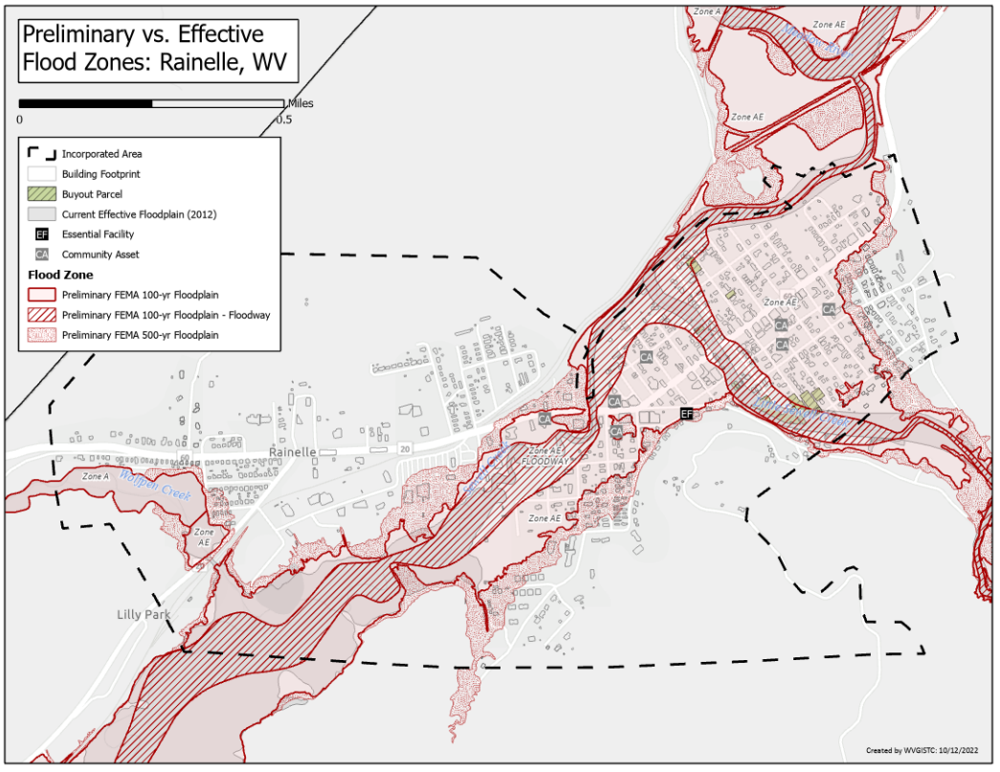 Preliminary vs. Effective
Flood Zones: Rainelle, WV
Miles
0
0.5
Incorporated Area
Building Footprint
Buyout Parcel
Current Effective Floodplain (2012)
EF Essential Facility
CA Community Asset
Flood Zone
Preliminary FEMA 100-yr Floodplain
Preliminary FEMA 100-yr Floodplain - Floodway
Preliminary FEMA 500-yr Floodplain
Zone A
Zone AE
Meadow River
Zone AE
Zone AE
CA
CA
CA
CA
CA
CA
CA
EF
Rainelle
20
Zone AE
FLOODWAY
Zone A
Wolfpen Creek
Zone
AE
Zone AE
Lilly Park
Created by WVGISTC: 10/12/2022